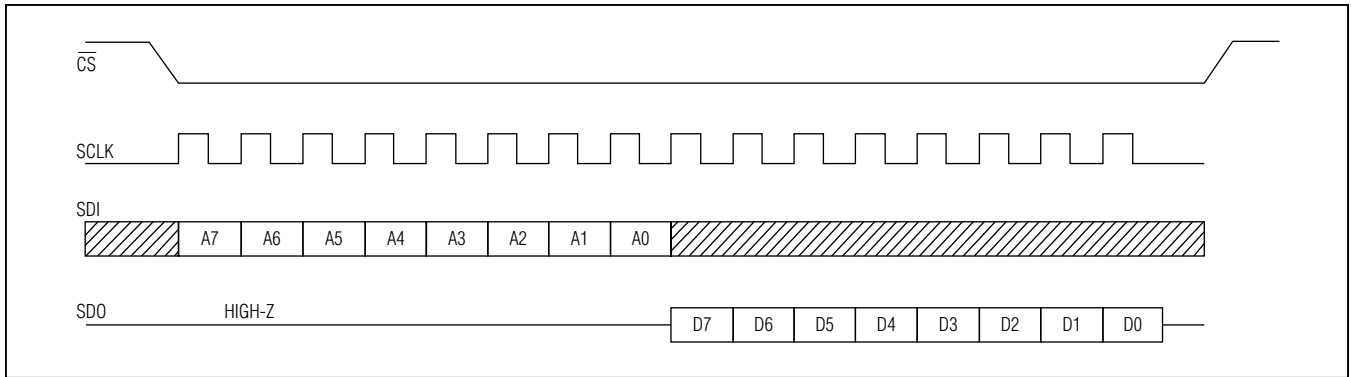 C̅S̅
SCLK
SDI
A7 A6 A5 A4 A3 A2 A1 A0
SDO HIGH-Z
D7 D6 D5 D4 D3 D2 D1 D0